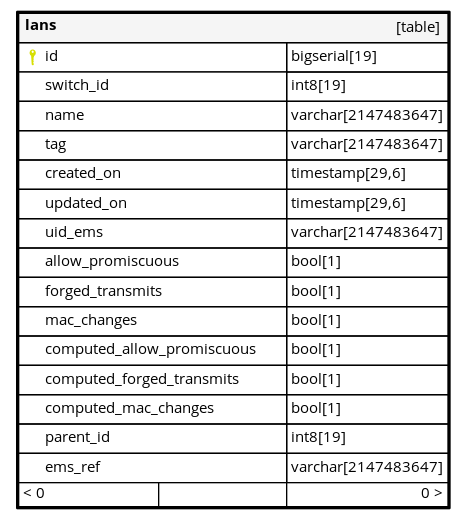 lans [table]
id bigserial[19]
switch_id int8[19]
name varchar[2147483647]
tag varchar[2147483647]
created_on timestamp[29,6]
updated_on timestamp[29,6]
uid_ems varchar[2147483647]
allow_promiscuous bool[1]
forged_transmits bool[1]
mac_changes bool[1]
computed_allow_promiscuous bool[1]
computed_forged_transmits bool[1]
computed_mac_changes bool[1]
parent_id int8[19]
ems_ref varchar[2147483647]
< 0 0 >